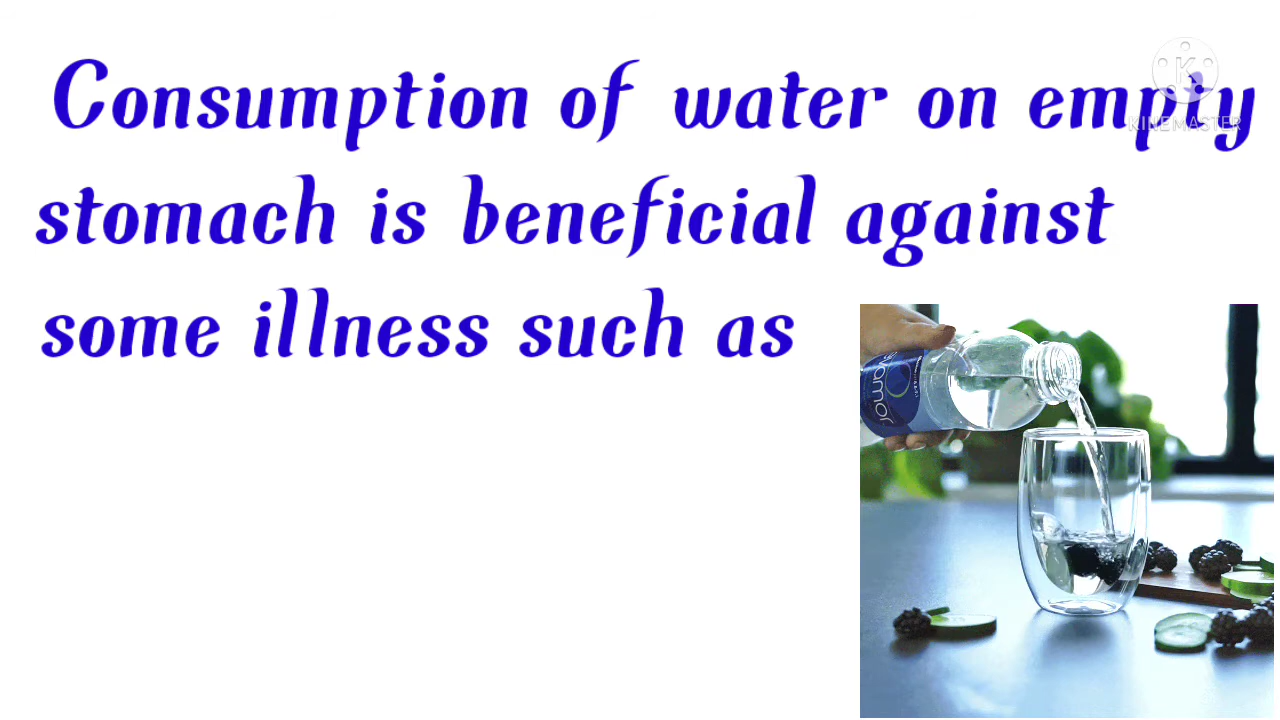 Consumption of water on empty
stomach is beneficial against
some illness such as
KINEMASTER